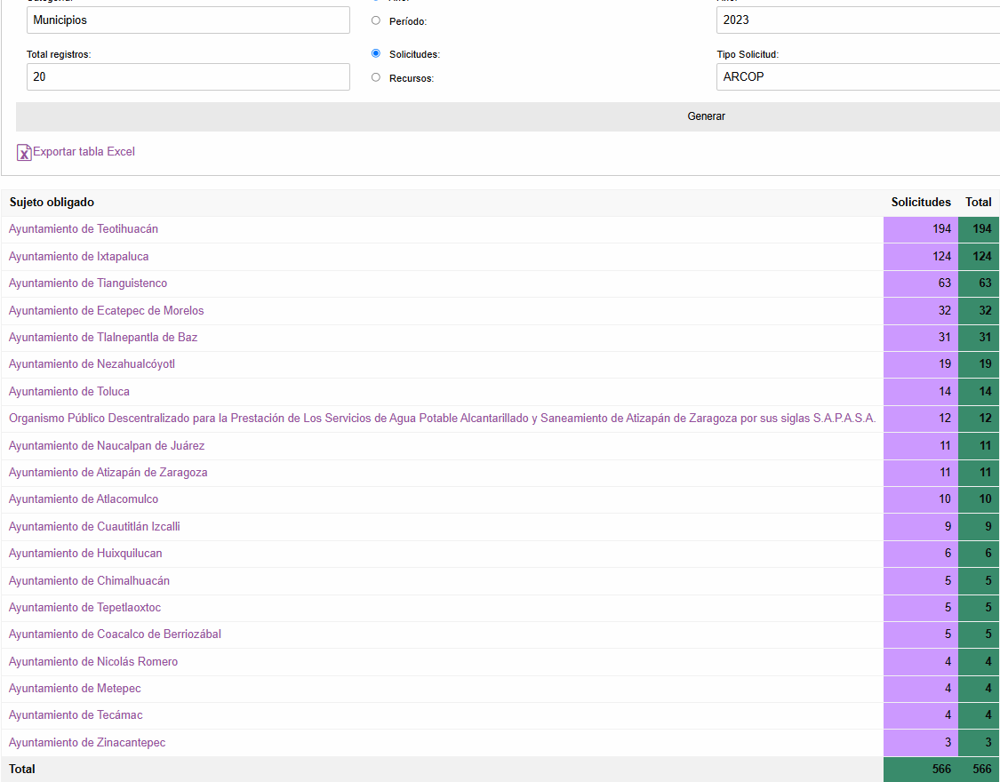 Municipios
Período:
2023
Total registros:
Solicitudes:
Tipo Solicitud:
20
Recursos:
ARCOP
Generar
Exportar tabla Excel
Sujeto obligado Solicitudes Total
Ayuntamiento de Teotihuacán 194 194
Ayuntamiento de Ixtapaluca 124 124
Ayuntamiento de Tianguistenco 63 63
Ayuntamiento de Ecatepec de Morelos 32 32
Ayuntamiento de Tlalnepantla de Baz 31 31
Ayuntamiento de Nezahualcóyotl 19 19
Ayuntamiento de Toluca 14 14
Organismo Público Descentralizado para la Prestación de Los Servicios de Agua Potable Alcantarillado y Saneamiento de Atizapán de Zaragoza por sus siglas S.A.P.A.S.A. 12 12
Ayuntamiento de Naucalpan de Juárez 11 11
Ayuntamiento de Atizapán de Zaragoza 11 11
Ayuntamiento de Atlacomulco 10 10
Ayuntamiento de Cuautitlán Izcalli 9 9
Ayuntamiento de Huixquilucan 6 6
Ayuntamiento de Chimalhuacán 5 5
Ayuntamiento de Tepetlaoxtoc 5 5
Ayuntamiento de Coacalco de Berriozábal 5 5
Ayuntamiento de Nicolás Romero 4 4
Ayuntamiento de Metepec 4 4
Ayuntamiento de Tecámac 4 4
Ayuntamiento de Zinacantepec 3 3
Total 566 566